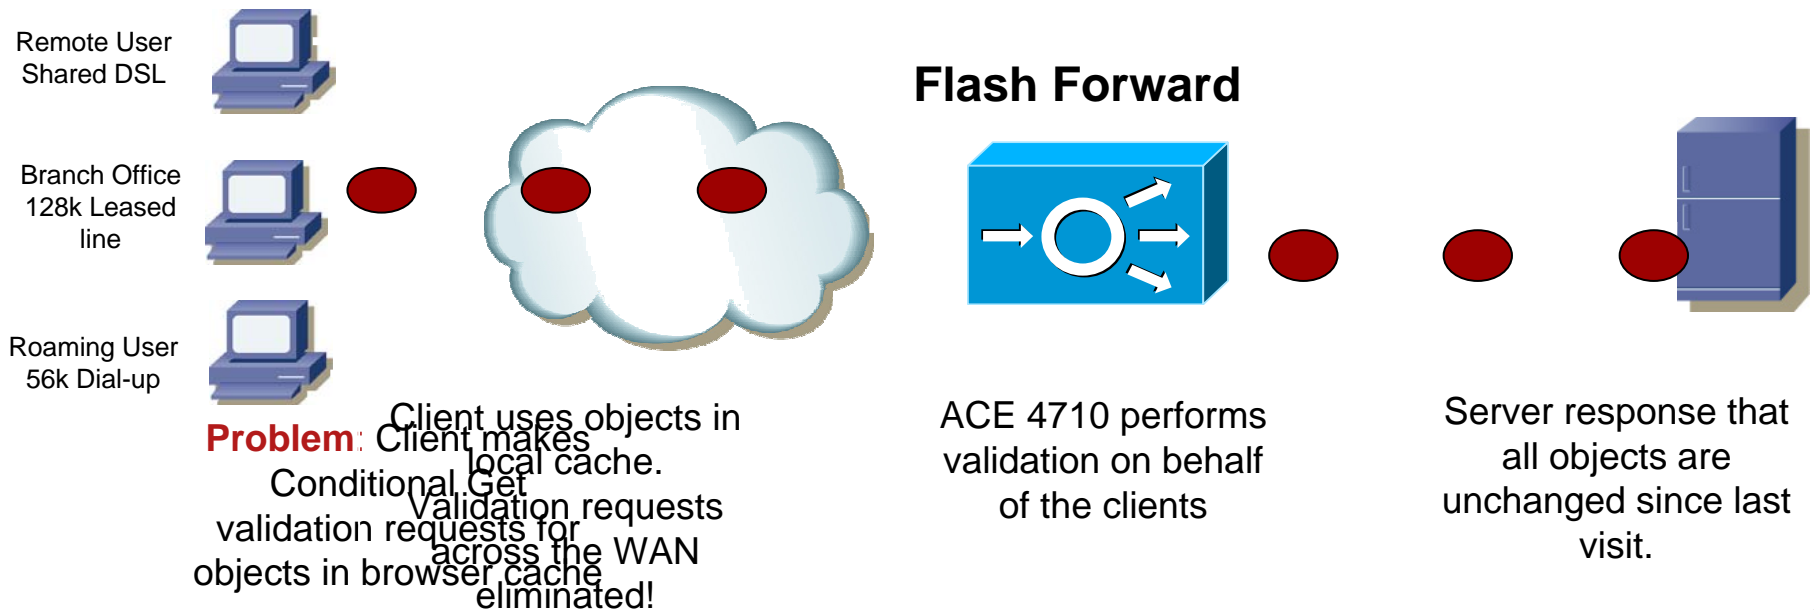 Remote User
Shared DSL
Flash Forward
Branch Office
128k Leased
line
Roaming User
56k Dial-up
Problem: Client makes
Conditional Get
validation requests for
objects in browser cache
Client uses objects in
local cache.
Validation requests
across the WAN
eliminated!
ACE 4710 performs
validation on behalf
of the clients
Server response that
all objects are
unchanged since last
visit.